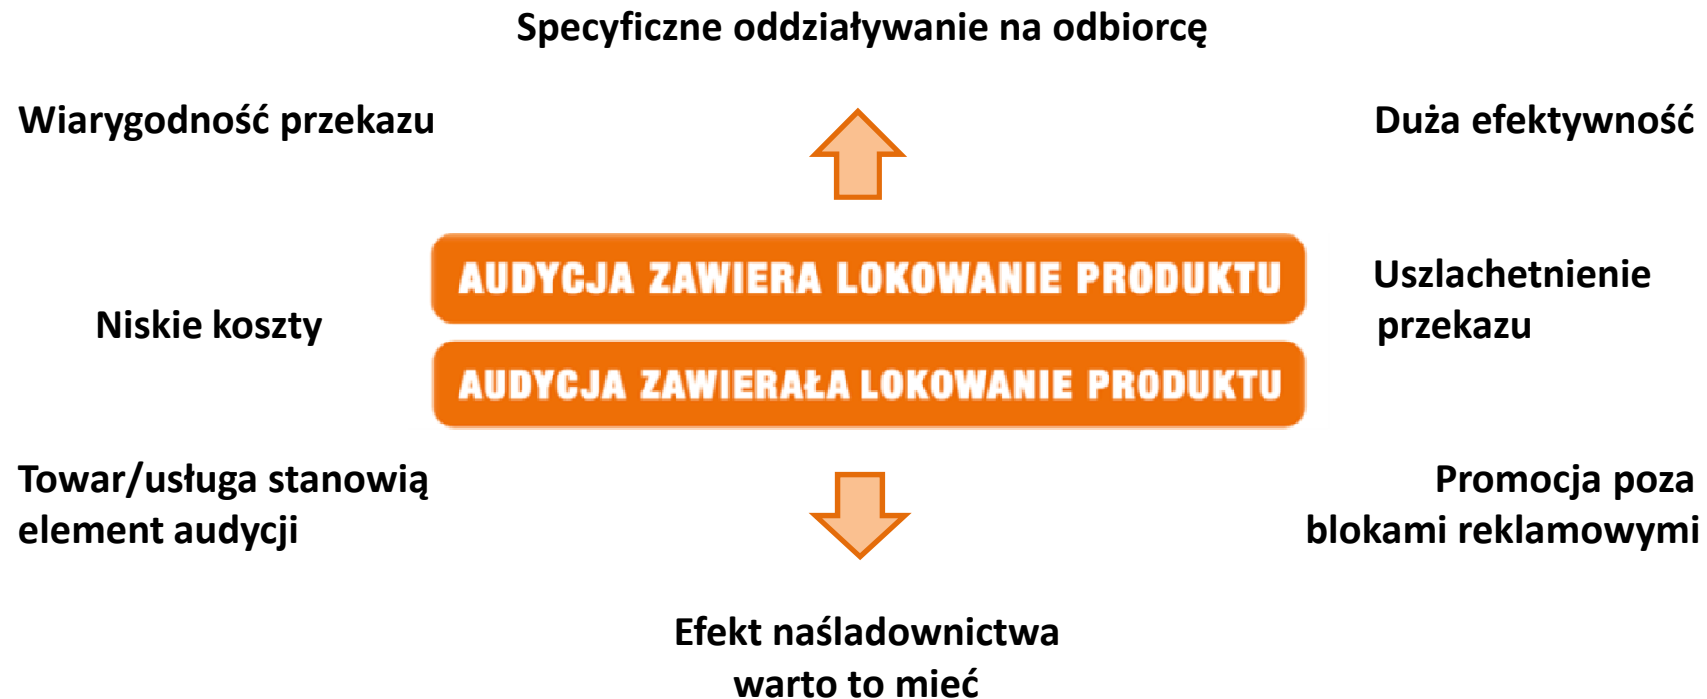 Specyficzne oddziaływanie na odbiorcę
Wiarygodność przekazu
Duża efektywność
AUDYCJA ZAWIERA LOKOWANIE PRODUKTU
Uszlachetnienie
przekazu
Niskie koszty
AUDYCJA ZAWIERAŁA LOKOWANIE PRODUKTU
Towar/usługa stanowią
element audycji
Promocja poza
blokami reklamowymi
Efekt naśladownictwa
warto to mieć